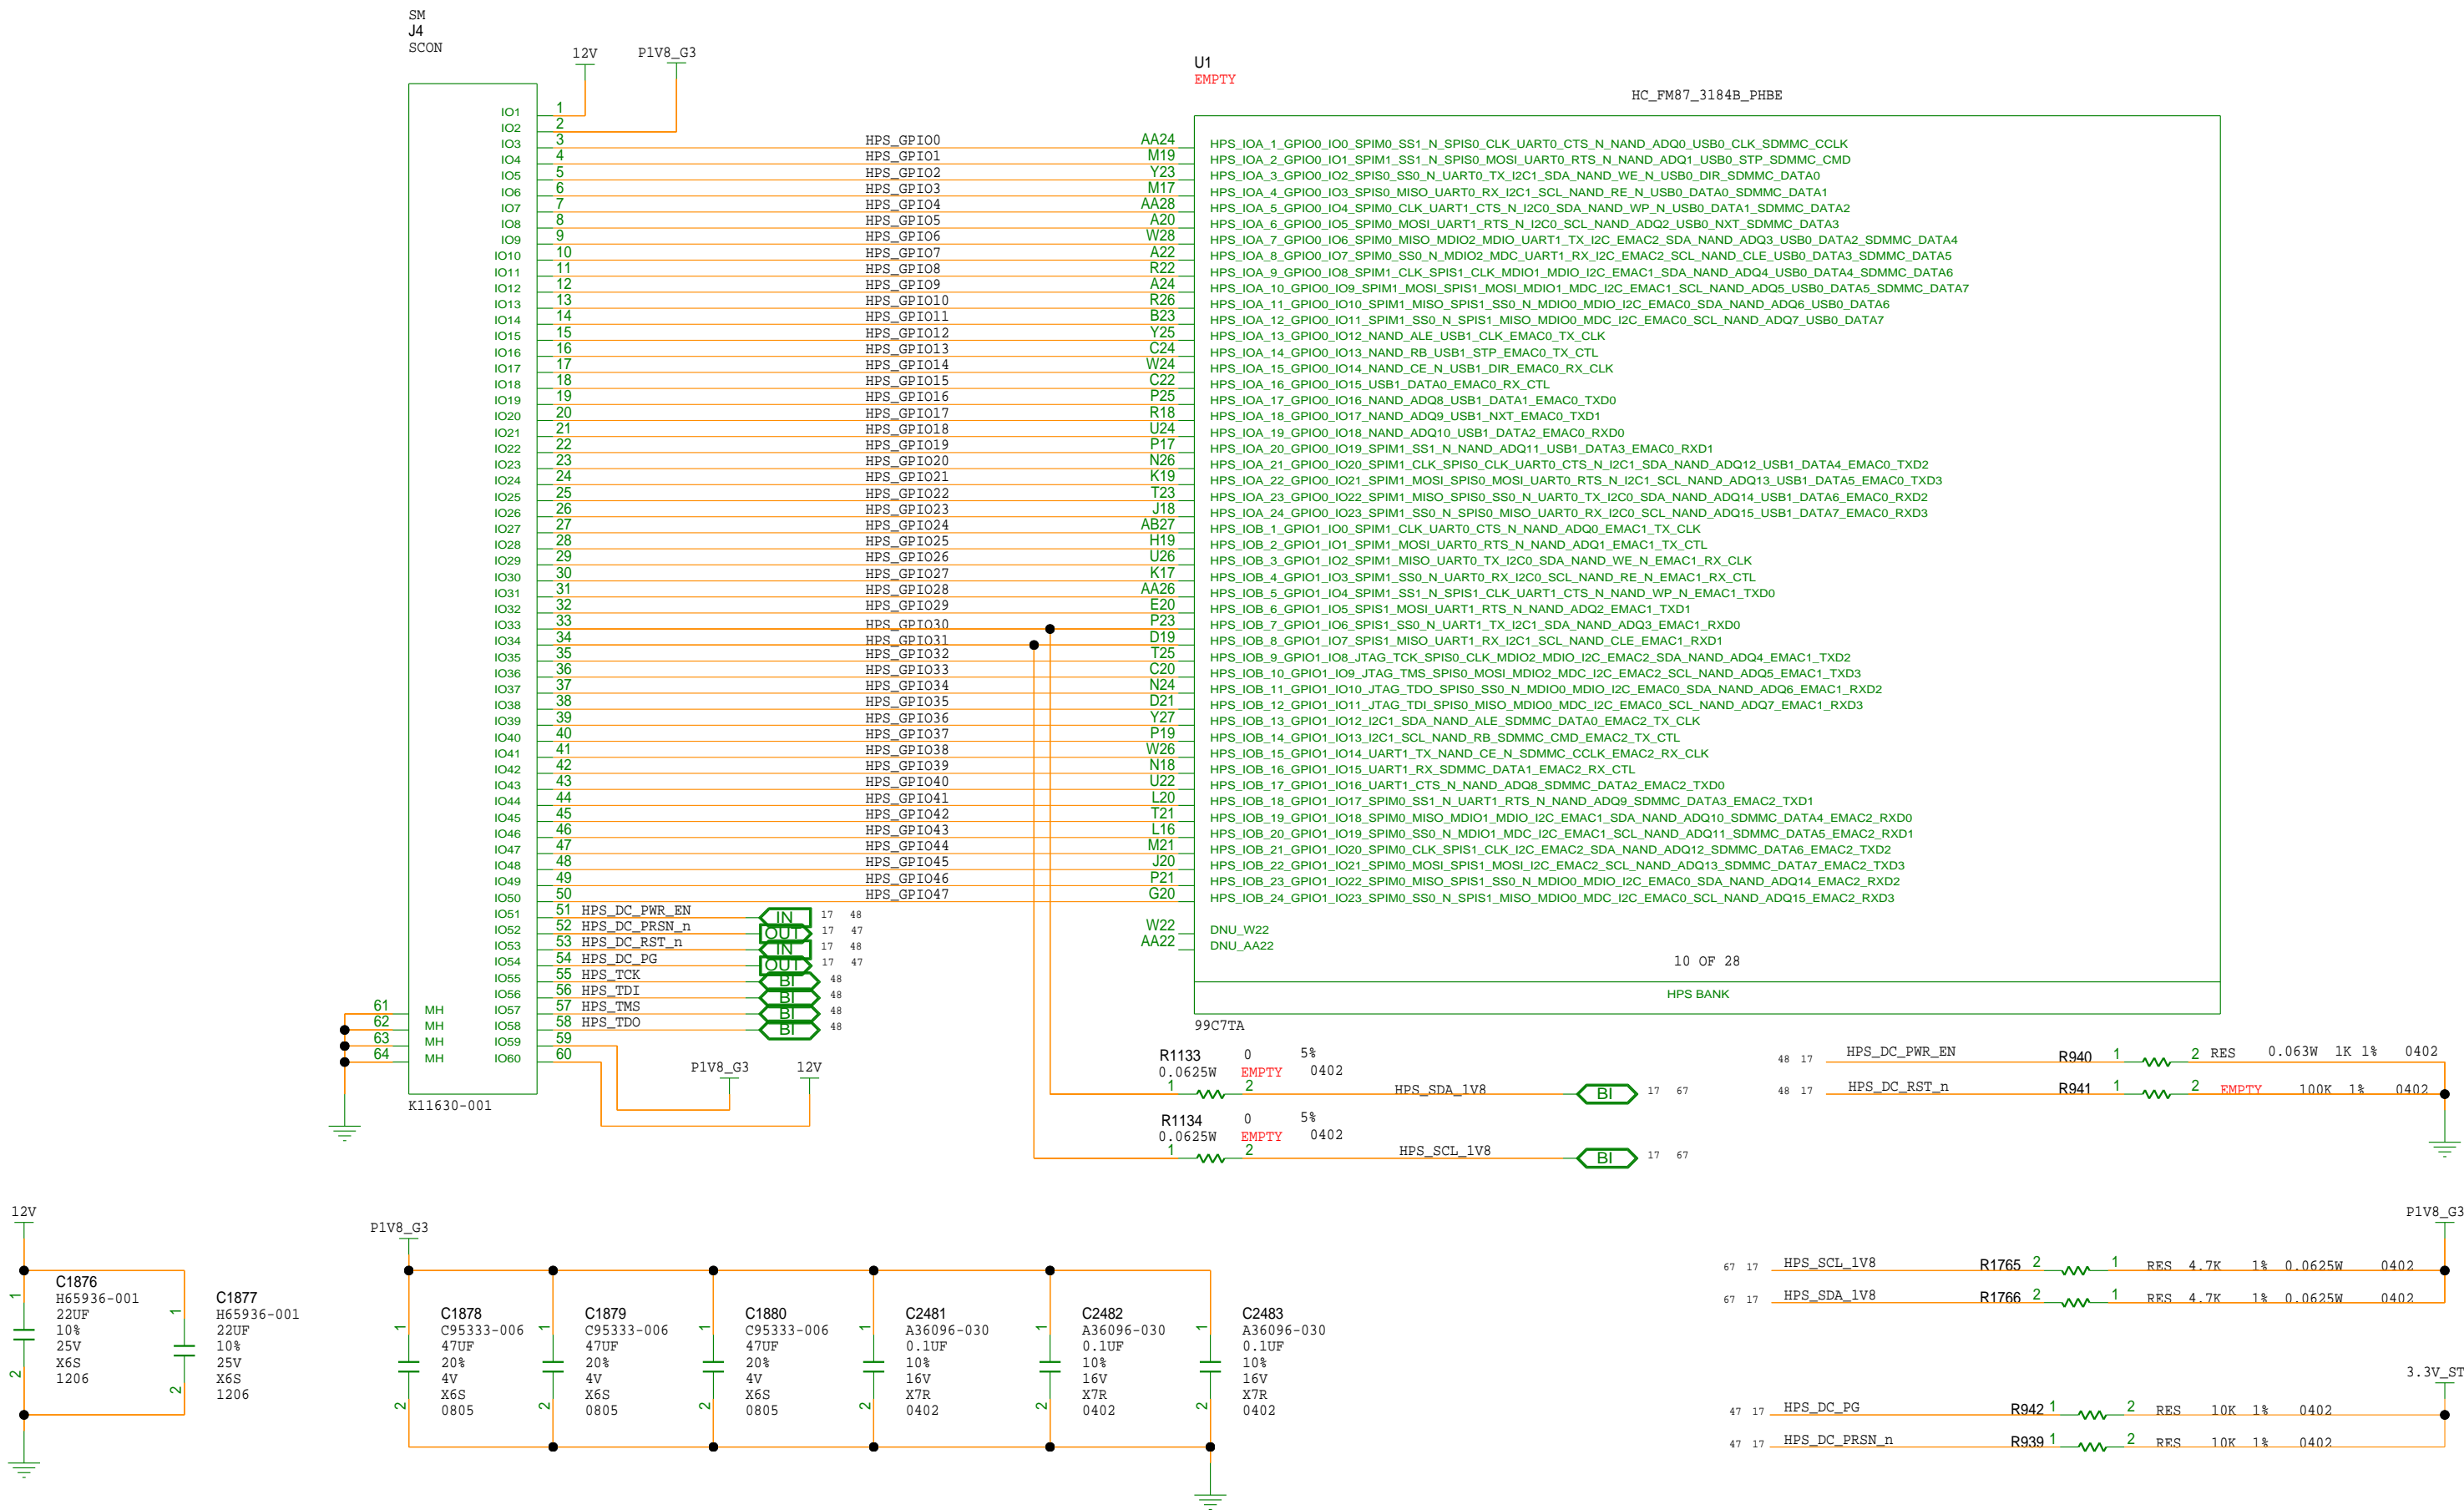 SM
J4
SCON
12V
P1V8_G3
U1
EMPTY
HC_FM87_3184B_PHBE
IO1 1
IO2 2
IO3 3 HPS_GPIO0 AA24 HPS_IOA_1_GPIO0_IO0_SPIM0_SS1_N_SPIS0_CLK_UART0_CTS_N_NAND_ADQ0_USB0_CLK_SDMMC_CCLK
IO4 4 HPS_GPIO1 M19 HPS_IOA_2_GPIO0_IO1_SPIM1_SS1_N_SPIS0_MOSI_UART0_RTS_N_NAND_ADQ1_USB0_STP_SDMMC_CMD
IO5 5 HPS_GPIO2 Y23 HPS_IOA_3_GPIO0_IO2_SPIS0_SS0_N_UART0_TX_I2C1_SDA_NAND_WE_N_USB0_DIR_SDMMC_DATA0
IO6 6 HPS_GPIO3 M17 HPS_IOA_4_GPIO0_IO3_SPIS0_MISO_UART0_RX_I2C1_SCL_NAND_RE_N_USB0_DATA0_SDMMC_DATA1
IO7 7 HPS_GPIO4 AA28 HPS_IOA_5_GPIO0_IO4_SPIM0_CLK_UART1_CTS_N_I2C0_SDA_NAND_WP_N_USB0_DATA1_SDMMC_DATA2
IO8 8 HPS_GPIO5 A20 HPS_IOA_6_GPIO0_IO5_SPIM0_MOSI_UART1_RTS_N_I2C0_SCL_NAND_ADQ2_USB0_NXT_SDMMC_DATA3
IO9 9 HPS_GPIO6 W28 HPS_IOA_7_GPIO0_IO6_SPIM0_MISO_MDIO2_MDIO_UART1_TX_I2C_EMAC2_SDA_NAND_ADQ3_USB0_DATA2_SDMMC_DATA4
IO10 10 HPS_GPIO7 A22 HPS_IOA_8_GPIO0_IO7_SPIM0_SS0_N_MDIO2_MDC_UART1_RX_I2C_EMAC2_SCL_NAND_CLE_USB0_DATA3_SDMMC_DATA5
IO11 11 HPS_GPIO8 R22 HPS_IOA_9_GPIO0_IO8_SPIM1_CLK_SPIS1_CLK_MDIO1_MDIO_I2C_EMAC1_SDA_NAND_ADQ4_USB0_DATA4_SDMMC_DATA6
IO12 12 HPS_GPIO9 A24 HPS_IOA_10_GPIO0_IO9_SPIM1_MOSI_SPIS1_MOSI_MDIO1_MDC_I2C_EMAC1_SCL_NAND_ADQ5_USB0_DATA5_SDMMC_DATA7
IO13 13 HPS_GPIO10 R26 HPS_IOA_11_GPIO0_IO10_SPIM1_MISO_SPIS1_SS0_N_MDIO0_MDIO_I2C_EMAC0_SDA_NAND_ADQ6_USB0_DATA6
IO14 14 HPS_GPIO11 B23 HPS_IOA_12_GPIO0_IO11_SPIM1_SS0_N_SPIS1_MISO_MDIO0_MDC_I2C_EMAC0_SCL_NAND_ADQ7_USB0_DATA7
IO15 15 HPS_GPIO12 Y25 HPS_IOA_13_GPIO0_IO12_NAND_ALE_USB1_CLK_EMAC0_TX_CLK
IO16 16 HPS_GPIO13 C24 HPS_IOA_14_GPIO0_IO13_NAND_RB_USB1_STP_EMAC0_TX_CTL
IO17 17 HPS_GPIO14 W24 HPS_IOA_15_GPIO0_IO14_NAND_CE_N_USB1_DIR_EMAC0_RX_CLK
IO18 18 HPS_GPIO15 C22 HPS_IOA_16_GPIO0_IO15_USB1_DATA0_EMAC0_RX_CTL
IO19 19 HPS_GPIO16 P25 HPS_IOA_17_GPIO0_IO16_NAND_ADQ8_USB1_DATA1_EMAC0_TXD0
IO20 20 HPS_GPIO17 R18 HPS_IOA_18_GPIO0_IO17_NAND_ADQ9_USB1_NXT_EMAC0_TXD1
IO21 21 HPS_GPIO18 U24 HPS_IOA_19_GPIO0_IO18_NAND_ADQ10_USB1_DATA2_EMAC0_RXD0
IO22 22 HPS_GPIO19 P17 HPS_IOA_20_GPIO0_IO19_SPIM1_SS1_N_NAND_ADQ11_USB1_DATA3_EMAC0_RXD1
IO23 23 HPS_GPIO20 N26 HPS_IOA_21_GPIO0_IO20_SPIM1_CLK_SPIS0_CLK_UART0_CTS_N_I2C1_SDA_NAND_ADQ12_USB1_DATA4_EMAC0_TXD2
IO24 24 HPS_GPIO21 K19 HPS_IOA_22_GPIO0_IO21_SPIM1_MOSI_SPIS0_MOSI_UART0_RTS_N_I2C1_SCL_NAND_ADQ13_USB1_DATA5_EMAC0_TXD3
IO25 25 HPS_GPIO22 T23 HPS_IOA_23_GPIO0_IO22_SPIM1_MISO_SPIS0_SS0_N_UART0_TX_I2C0_SDA_NAND_ADQ14_USB1_DATA6_EMAC0_RXD2
IO26 26 HPS_GPIO23 J18 HPS_IOA_24_GPIO0_IO23_SPIM1_SS0_N_SPIS0_MISO_UART0_RX_I2C0_SCL_NAND_ADQ15_USB1_DATA7_EMAC0_RXD3
IO27 27 HPS_GPIO24 AB27 HPS_IOB_1_GPIO1_IO0_SPIM1_CLK_UART0_CTS_N_NAND_ADQ0_EMAC1_TX_CLK
IO28 28 HPS_GPIO25 H19 HPS_IOB_2_GPIO1_IO1_SPIM1_MOSI_UART0_RTS_N_NAND_ADQ1_EMAC1_TX_CTL
IO29 29 HPS_GPIO26 U26 HPS_IOB_3_GPIO1_IO2_SPIM1_MISO_UART0_TX_I2C0_SDA_NAND_WE_N_EMAC1_RX_CLK
IO30 30 HPS_GPIO27 K17 HPS_IOB_4_GPIO1_IO3_SPIM1_SS0_N_UART0_RX_I2C0_SCL_NAND_RE_N_EMAC1_RX_CTL
IO31 31 HPS_GPIO28 AA26 HPS_IOB_5_GPIO1_IO4_SPIM1_SS1_N_SPIS1_CLK_UART1_CTS_N_NAND_WP_N_EMAC1_TXD0
IO32 32 HPS_GPIO29 E20 HPS_IOB_6_GPIO1_IO5_SPIS1_MOSI_UART1_RTS_N_NAND_ADQ2_EMAC1_TXD1
IO33 33 HPS_GPIO30 P23 HPS_IOB_7_GPIO1_IO6_SPIS1_SS0_N_UART1_TX_I2C1_SDA_NAND_ADQ3_EMAC1_RXD0
IO34 34 HPS_GPIO31 D19 HPS_IOB_8_GPIO1_IO7_SPIS1_MISO_UART1_RX_I2C1_SCL_NAND_CLE_EMAC1_RXD1
IO35 35 HPS_GPIO32 T25 HPS_IOB_9_GPIO1_IO8_JTAG_TCK_SPIS0_CLK_MDIO2_MDIO_I2C_EMAC2_SDA_NAND_ADQ4_EMAC1_TXD2
IO36 36 HPS_GPIO33 C20 HPS_IOB_10_GPIO1_IO9_JTAG_TMS_SPIS0_MOSI_MDIO2_MDC_I2C_EMAC2_SCL_NAND_ADQ5_EMAC1_TXD3
IO37 37 HPS_GPIO34 N24 HPS_IOB_11_GPIO1_IO10_JTAG_TDO_SPIS0_SS0_N_MDIO0_MDIO_I2C_EMAC0_SDA_NAND_ADQ6_EMAC1_RXD2
IO38 38 HPS_GPIO35 D21 HPS_IOB_12_GPIO1_IO11_JTAG_TDI_SPIS0_MISO_MDIO0_MDC_I2C_EMAC0_SCL_NAND_ADQ7_EMAC1_RXD3
IO39 39 HPS_GPIO36 Y27 HPS_IOB_13_GPIO1_IO12_I2C1_SDA_NAND_ALE_SDMMC_DATA0_EMAC2_TX_CLK
IO40 40 HPS_GPIO37 P19 HPS_IOB_14_GPIO1_IO13_I2C1_SCL_NAND_RB_SDMMC_CMD_EMAC2_TX_CTL
IO41 41 HPS_GPIO38 W26 HPS_IOB_15_GPIO1_IO14_UART1_TX_NAND_CE_N_SDMMC_CCLK_EMAC2_RX_CLK
IO42 42 HPS_GPIO39 N18 HPS_IOB_16_GPIO1_IO15_UART1_RX_SDMMC_DATA1_EMAC2_RX_CTL
IO43 43 HPS_GPIO40 U22 HPS_IOB_17_GPIO1_IO16_UART1_CTS_N_NAND_ADQ8_SDMMC_DATA2_EMAC2_TXD0
IO44 44 HPS_GPIO41 L20 HPS_IOB_18_GPIO1_IO17_SPIM0_SS1_N_UART1_RTS_N_NAND_ADQ9_SDMMC_DATA3_EMAC2_TXD1
IO45 45 HPS_GPIO42 T21 HPS_IOB_19_GPIO1_IO18_SPIM0_MISO_MDIO1_MDIO_I2C_EMAC1_SDA_NAND_ADQ10_SDMMC_DATA4_EMAC2_RXD0
IO46 46 HPS_GPIO43 L16 HPS_IOB_20_GPIO1_IO19_SPIM0_SS0_N_MDIO1_MDC_I2C_EMAC1_SCL_NAND_ADQ11_SDMMC_DATA5_EMAC2_RXD1
IO47 47 HPS_GPIO44 M21 HPS_IOB_21_GPIO1_IO20_SPIM0_CLK_SPIS1_CLK_I2C_EMAC2_SDA_NAND_ADQ12_SDMMC_DATA6_EMAC2_TXD2
IO48 48 HPS_GPIO45 J20 HPS_IOB_22_GPIO1_IO21_SPIM0_MOSI_SPIS1_MOSI_I2C_EMAC2_SCL_NAND_ADQ13_SDMMC_DATA7_EMAC2_TXD3
IO49 49 HPS_GPIO46 P21 HPS_IOB_23_GPIO1_IO22_SPIM0_MISO_SPIS1_SS0_N_MDIO0_MDIO_I2C_EMAC0_SDA_NAND_ADQ14_EMAC2_RXD2
IO50 50 HPS_GPIO47 G20 HPS_IOB_24_GPIO1_IO23_SPIM0_SS0_N_SPIS1_MISO_MDIO0_MDC_I2C_EMAC0_SCL_NAND_ADQ15_EMAC2_RXD3
IO51 51 HPS_DC_PWR_EN IN 17 48
IO52 52 HPS_DC_PRSN_n OUT 17 47
IO53 53 HPS_DC_RST_n IN 17 48
IO54 54 HPS_DC_PG OUT 17 47
IO55 55 HPS_TCK BI 48
IO56 56 HPS_TDI BI 48
IO57 57 HPS_TMS BI 48
IO58 58 HPS_TDO BI 48
IO59 59
IO60 60
W22 DNU_W22
AA22 DNU_AA22
10 OF 28
HPS BANK
99C7TA
61 MH
62 MH
63 MH
64 MH
K11630-001
P1V8_G3
12V
R1133 0 5%
0.0625W EMPTY 0402
1 2 HPS_SDA_1V8 BI 17 67
R1134 0 5%
0.0625W EMPTY 0402
1 2 HPS_SCL_1V8 BI 17 67
48 17 HPS_DC_PWR_EN R940 1 2 RES 0.063W 1K 1% 0402
48 17 HPS_DC_RST_n R941 1 2 EMPTY 100K 1% 0402
12V
1 2
C1876
H65936-001
22UF
10%
25V
X6S
1206
1 2
C1877
H65936-001
22UF
10%
25V
X6S
1206
P1V8_G3
1 2
C1878
C95333-006
47UF
20%
4V
X6S
0805
1 2
C1879
C95333-006
47UF
20%
4V
X6S
0805
1 2
C1880
C95333-006
47UF
20%
4V
X6S
0805
1 2
C2481
A36096-030
0.1UF
10%
16V
X7R
0402
1 2
C2482
A36096-030
0.1UF
10%
16V
X7R
0402
1 2
C2483
A36096-030
0.1UF
10%
16V
X7R
0402
P1V8_G3
67 17 HPS_SCL_1V8 R1765 2 1 RES 4.7K 1% 0.0625W 0402
67 17 HPS_SDA_1V8 R1766 2 1 RES 4.7K 1% 0.0625W 0402
3.3V_ST
47 17 HPS_DC_PG R942 1 2 RES 10K 1% 0402
47 17 HPS_DC_PRSN_n R939 1 2 RES 10K 1% 0402